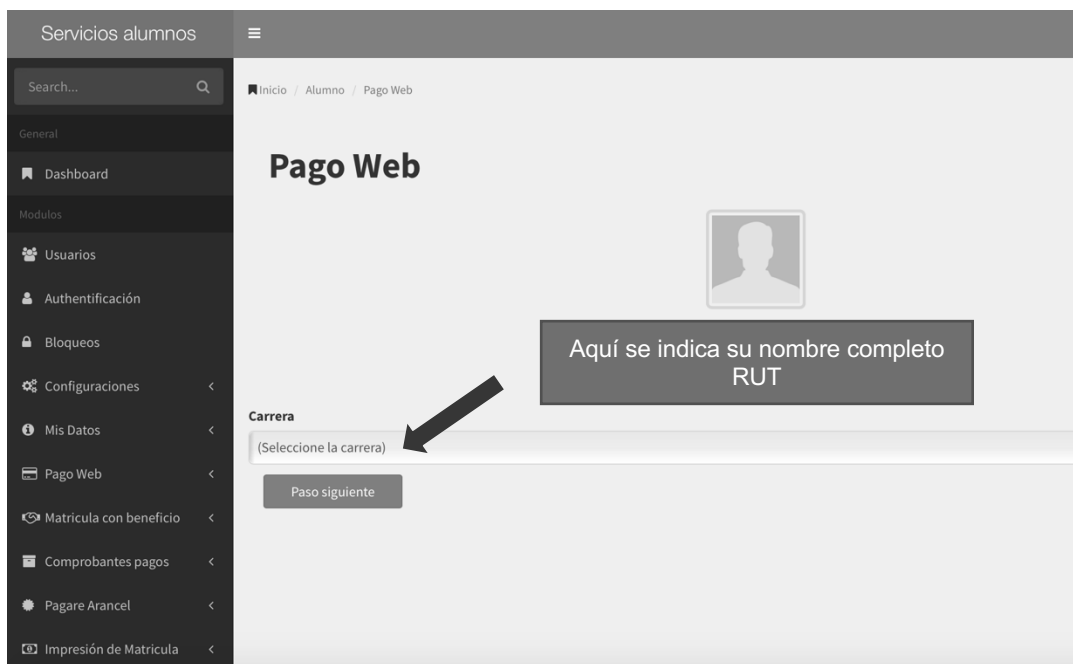 Servicios alumnos
Search...
General
Dashboard
Modulos
Usuarios
Authentificación
Bloqueos
Configuraciones
Mis Datos
Pago Web
Matricula con beneficio
Comprobantes pagos
Pagare Arancel
Impresión de Matricula
Inicio / Alumno / Pago Web
Pago Web
Aquí se indica su nombre completo
RUT
Carrera
(Seleccione la carrera)
Paso siguiente